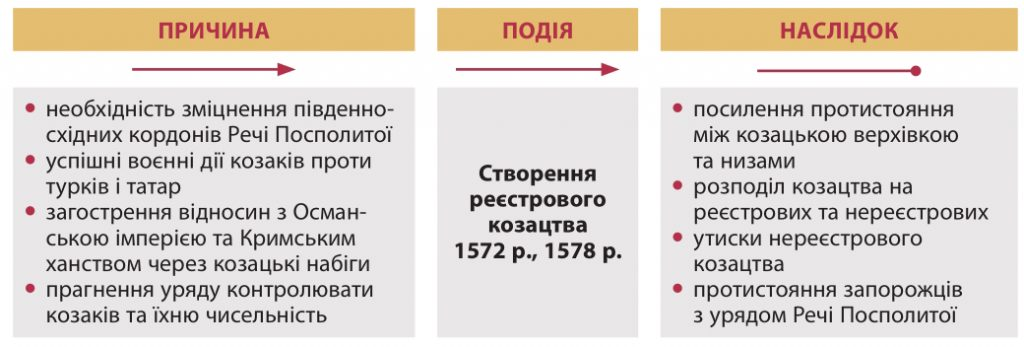 ПРИЧИНА
ПОДІЯ
НАСЛІДОК
• необхідність зміцнення південно-
східних кордонів Речі Посполитої
• успішні воєнні дії козаків проти
турків і татар
• загострення відносин з Осман-
ською імперією та Кримським
ханством через козацькі набіги
• прагнення уряду контролювати
козаків та їхню чисельність
Створення
реєстрового
козацтва
1572 р., 1578 р.
• посилення протистояння
між козацькою верхівкою
та низами
• розподіл козацтва на
реєстрових та нереєстрових
• утиски нереєстрового
козацтва
• протистояння запорожців
з урядом Речі Посполитої